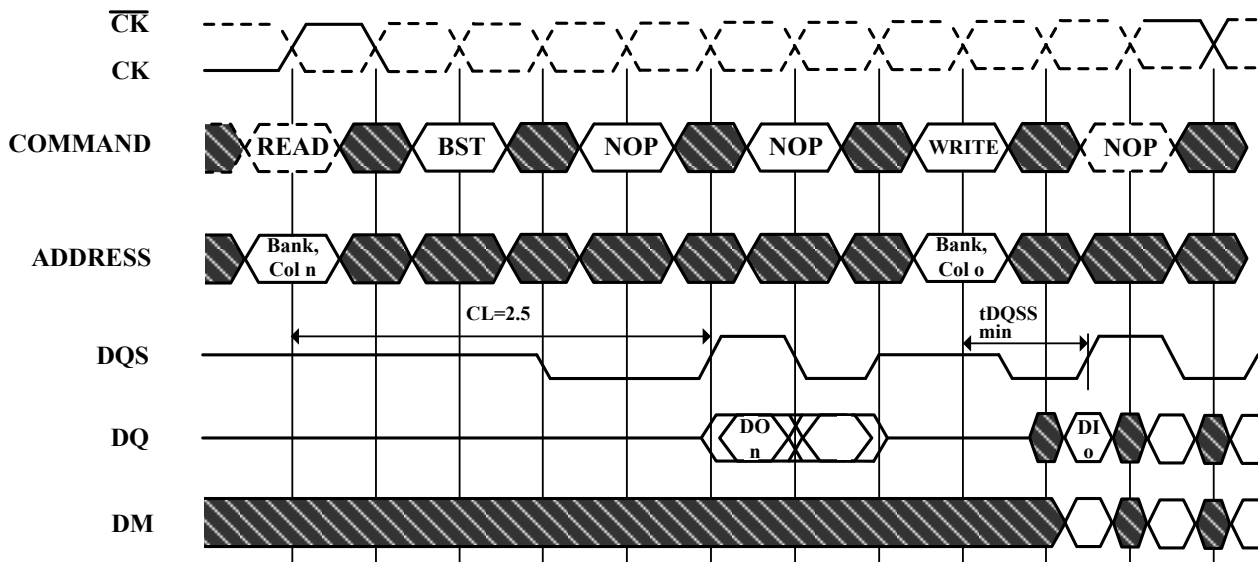 CK
CK
COMMAND
READ
BST
NOP
NOP
WRITE
NOP
ADDRESS
Bank,
Col n
Bank,
Col o
CL=2.5
tDQSS
min
DQS
DQ
DO
n
DI
o
DM